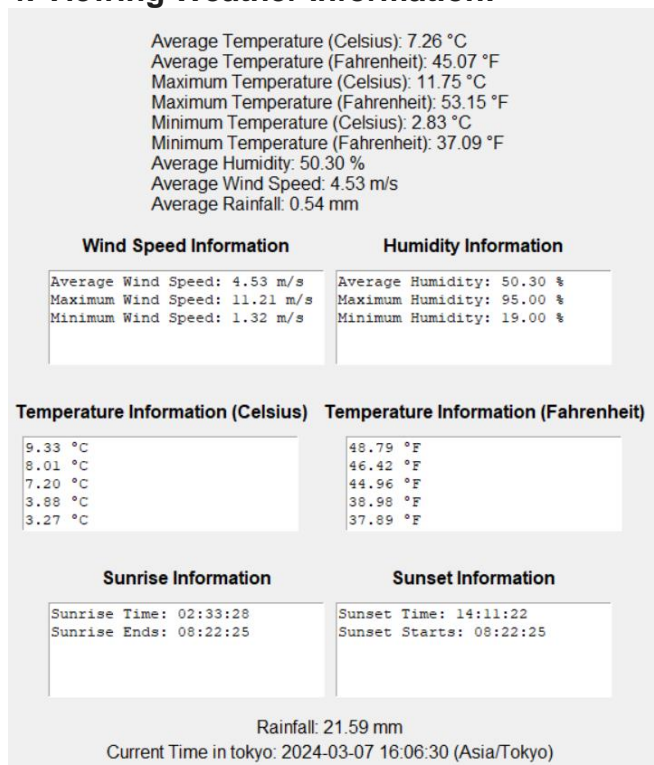 4. Viewing Weather Information:
Average Temperature (Celsius): 7.26 °C
Average Temperature (Fahrenheit): 45.07 °F
Maximum Temperature (Celsius): 11.75 °C
Maximum Temperature (Fahrenheit): 53.15 °F
Minimum Temperature (Celsius): 2.83 °C
Minimum Temperature (Fahrenheit): 37.09 °F
Average Humidity: 50.30 %
Average Wind Speed: 4.53 m/s
Average Rainfall: 0.54 mm
Wind Speed Information
Average Wind Speed: 4.53 m/s
Maximum Wind Speed: 11.21 m/s
Minimum Wind Speed: 1.32 m/s
Humidity Information
Average Humidity: 50.30 %
Maximum Humidity: 95.00 %
Minimum Humidity: 19.00 %
Temperature Information (Celsius)
9.33 °C
8.01 °C
7.20 °C
3.88 °C
3.27 °C
Temperature Information (Fahrenheit)
48.79 °F
46.42 °F
44.96 °F
38.98 °F
37.89 °F
Sunrise Information
Sunrise Time: 02:33:28
Sunrise Ends: 08:22:25
Sunset Information
Sunset Time: 14:11:22
Sunset Starts: 08:22:25
Rainfall: 21.59 mm
Current Time in tokyo: 2024-03-07 16:06:30 (Asia/Tokyo)